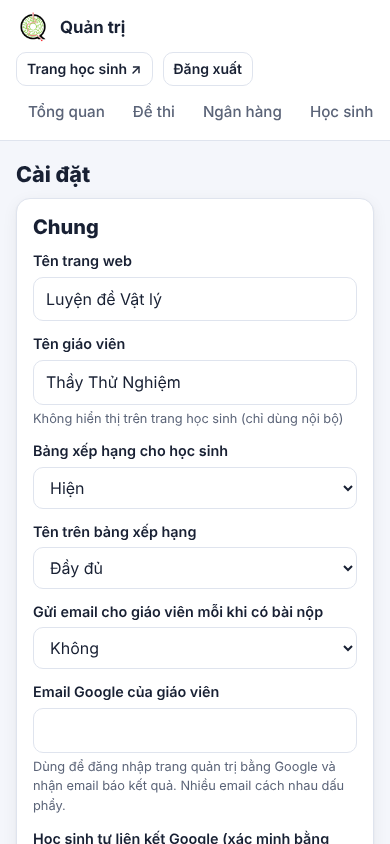 Quản trị
Trang học sinh ↗ Đăng xuất
Tổng quan Đề thi Ngân hàng Học sinh
Cài đặt
Chung
Tên trang web
Luyện đề Vật lý
Tên giáo viên
Thầy Thử Nghiệm
Không hiển thị trên trang học sinh (chỉ dùng nội bộ)
Bảng xếp hạng cho học sinh
Hiện
Tên trên bảng xếp hạng
Đầy đủ
Gửi email cho giáo viên mỗi khi có bài nộp
Không
Email Google của giáo viên
Dùng để đăng nhập trang quản trị bằng Google và
nhận email báo kết quả. Nhiều email cách nhau dấu
phẩy.
Học sinh tự liên kết Google (xác minh bằng